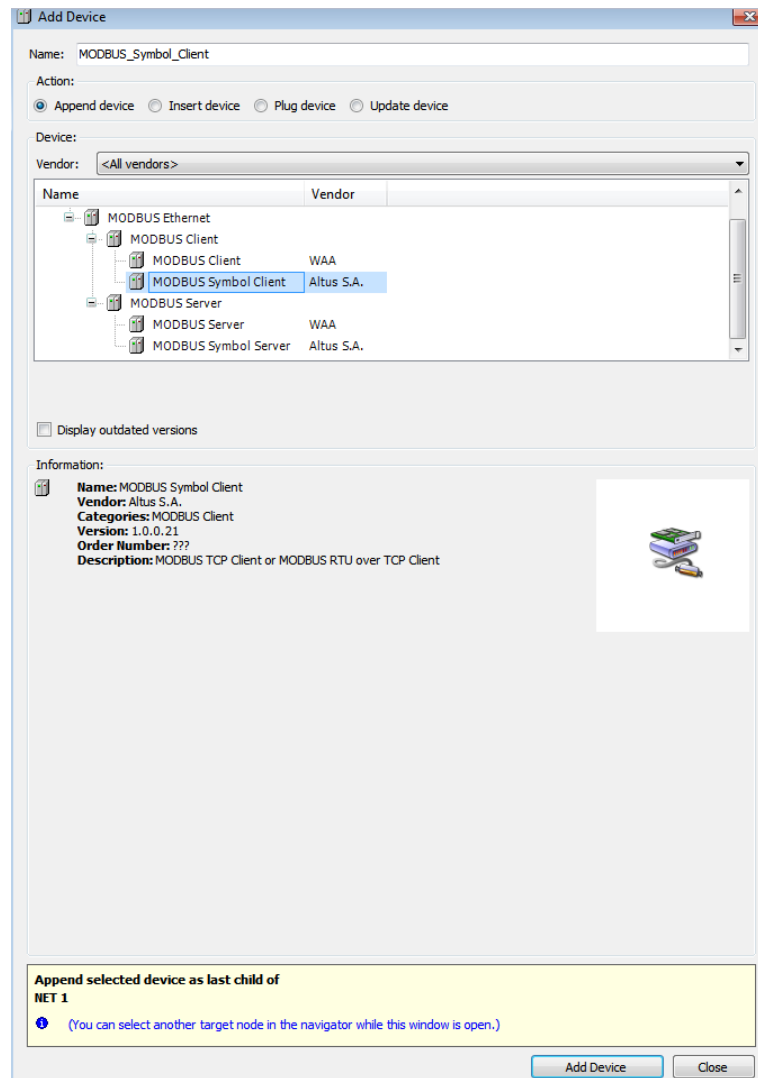 Add Device
Name: MODBUS_Symbol_Client
Action:
Append device Insert device Plug device Update device
Device:
Vendor: <All vendors>
Name Vendor
MODBUS Ethernet
MODBUS Client
MODBUS Client WAA
MODBUS Symbol Client Altus S.A.
MODBUS Server
MODBUS Server WAA
MODBUS Symbol Server Altus S.A.
Display outdated versions
Information:
Name: MODBUS Symbol Client
Vendor: Altus S.A.
Categories: MODBUS Client
Version: 1.0.0.21
Order Number: ???
Description: MODBUS TCP Client or MODBUS RTU over TCP Client
Append selected device as last child of
NET 1
(You can select another target node in the navigator while this window is open.)
Add Device Close